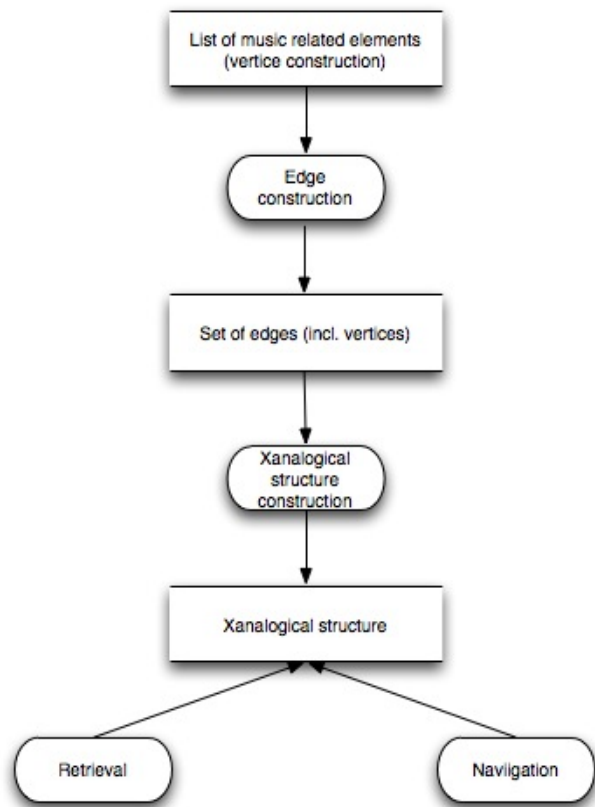 List of music related elements
(vertice construction)
Edge
construction
Set of edges (incl. vertices)
Xanalogical
structure
construction
Xanalogical structure
Retrieval
Naviigation